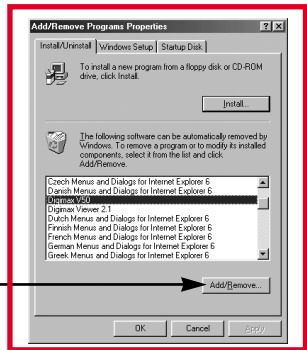 Add/Remove Programs Properties
Install/Uninstall Windows Setup Startup Disk
To install a new program from a floppy disk or CD-ROM
drive, click Install.
Install...
The following software can be automatically removed by
Windows. To remove a program or to modify its installed
components, select it from the list and click
Add/Remove.
Czech Menus and Dialogs for Internet Explorer 6
Danish Menus and Dialogs for Internet Explorer 6
Digimax V50
Digimax Viewer 2.1
Dutch Menus and Dialogs for Internet Explorer 6
Finnish Menus and Dialogs for Internet Explorer 6
French Menus and Dialogs for Internet Explorer 6
German Menus and Dialogs for Internet Explorer 6
Greek Menus and Dialogs for Internet Explorer 6
Add/Remove...
OK Cancel Apply